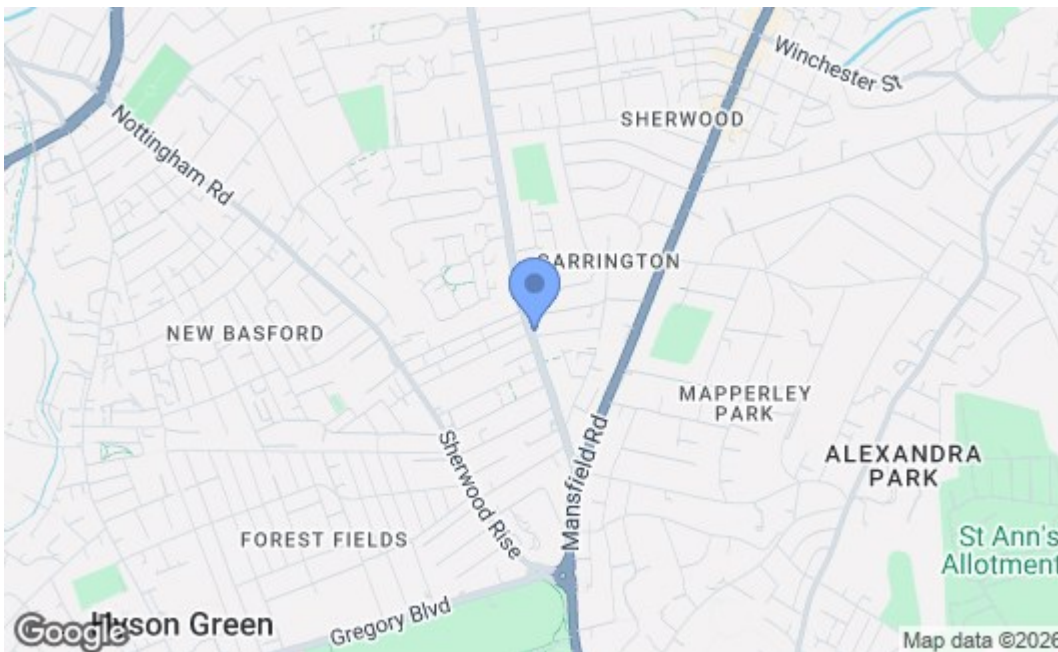 Winchester St
SHERWOOD
Nottingham Rd
CARRINGTON
NEW BASFORD
MAPPERLEY
PARK
ALEXANDRA
PARK
Mansfield Rd
Sherwood Rise
FOREST FIELDS
St Ann's
Allotment
Gregory Blvd
Hyson Green
Google
Map data ©2026